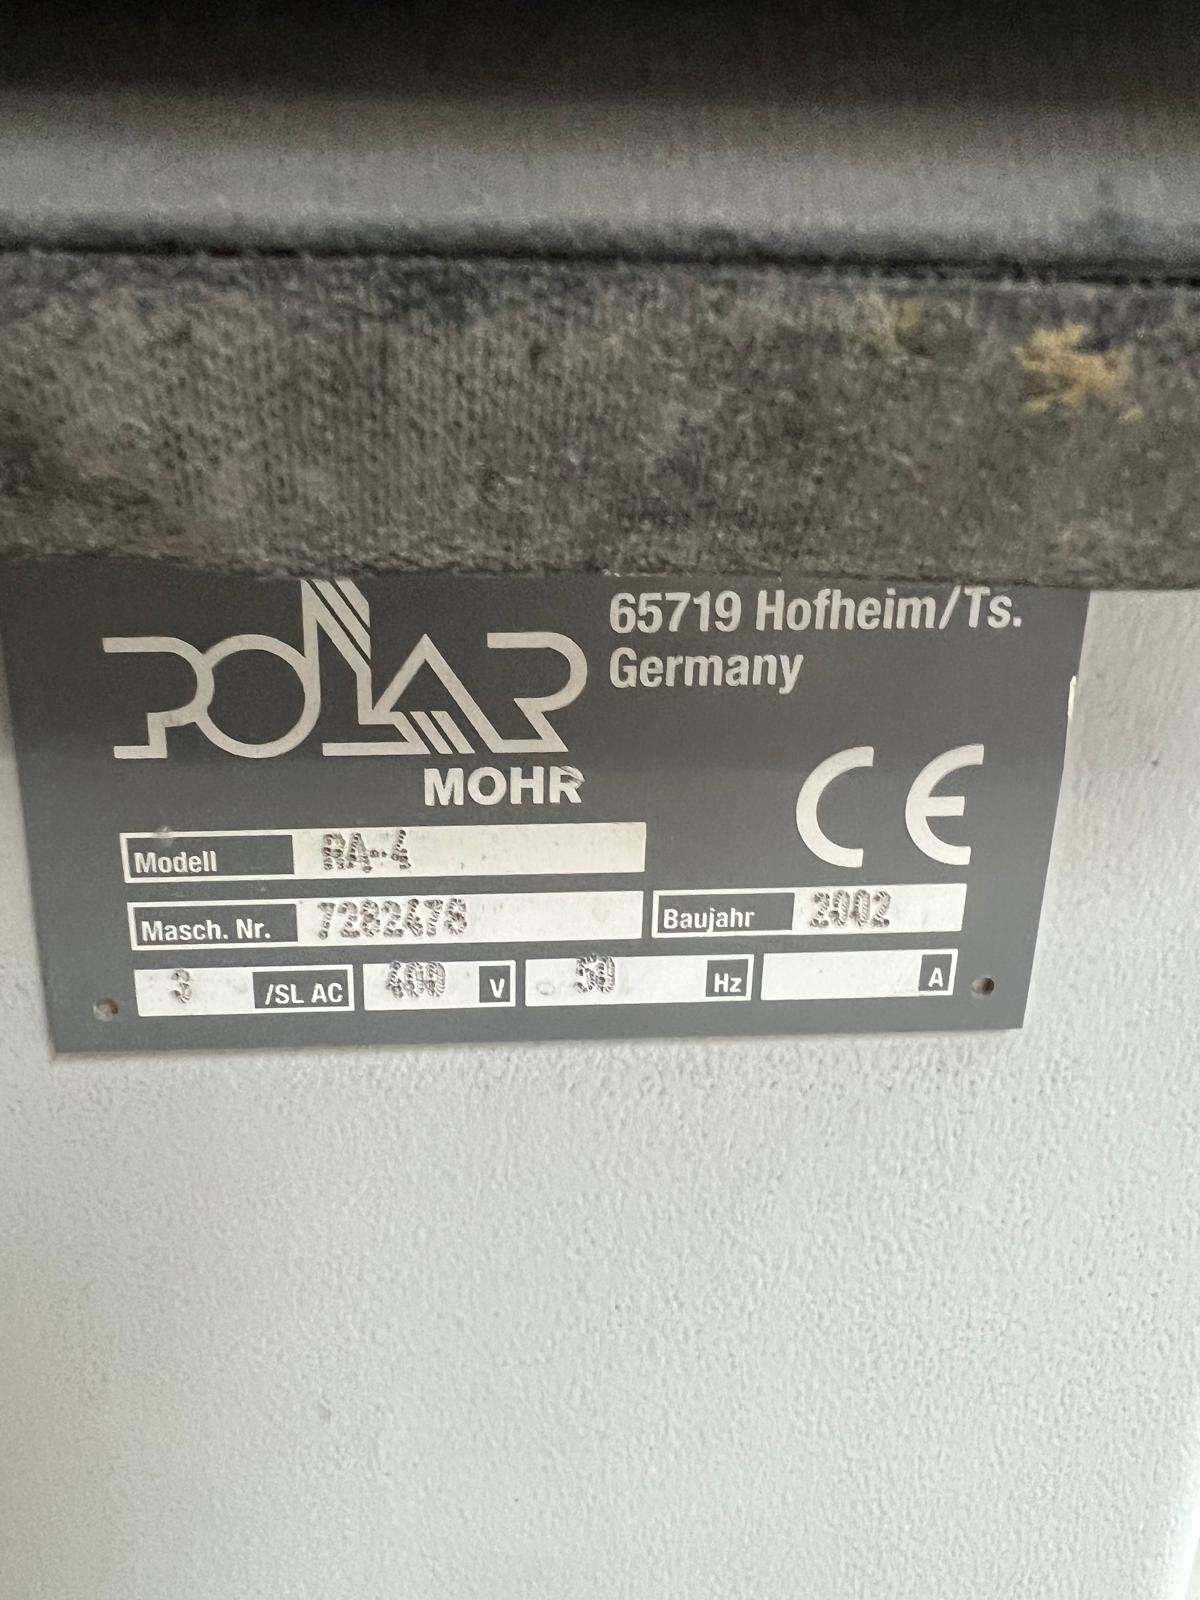 65719 Hofheim/Ts.
Germany
POLAR
MOHR
CE
Modell RA-4
Masch. Nr. 7282678
Baujahr 2002
3 /SL AC 400 V 50 Hz A